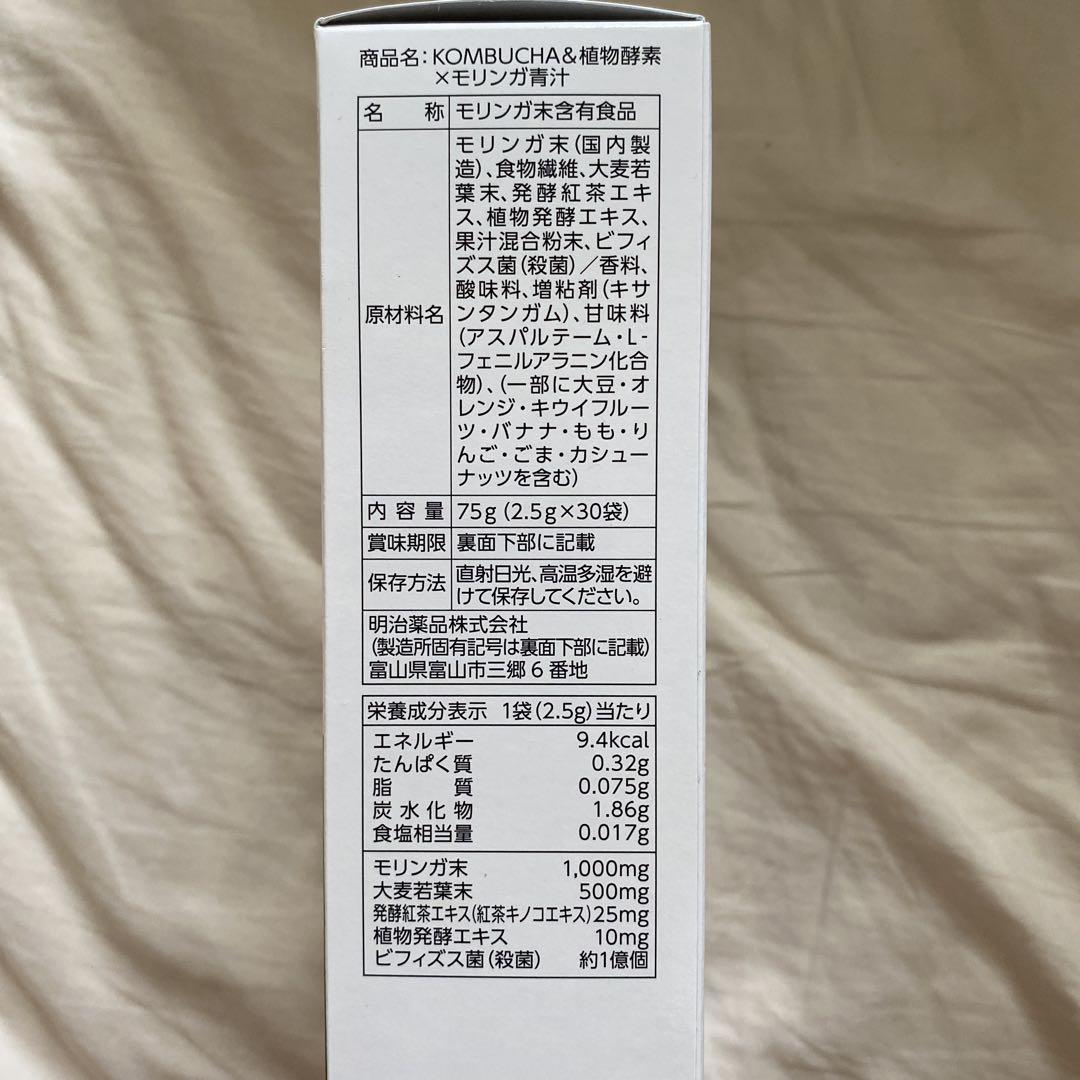 商品名：KOMBUCHA＆植物酵素
×モリンガ青汁
名　称 モリンガ末含有食品
原材料名
モリンガ末（国内製
造）、食物繊維、大麦若
葉末、発酵紅茶エキ
ス、植物発酵エキス、
果汁混合粉末、ビフィ
ズス菌（殺菌）／香料、
酸味料、増粘剤（キサ
ンタンガム）、甘味料
（アスパルテーム・L-
フェニルアラニン化合
物）、（一部に大豆・オ
レンジ・キウイフルー
ツ・バナナ・もも・り
んご・ごま・カシュー
ナッツを含む）
内容量 75g（2.5g×30袋）
賞味期限 裏面下部に記載
保存方法
直射日光、高温多湿を避
けて保存してください。
明治薬品株式会社
（製造所固有記号は裏面下部に記載）
富山県富山市三郷６番地
栄養成分表示 1袋（2.5g）当たり
エネルギー 9.4kcal
たんぱく質 0.32g
脂　質 0.075g
炭水化物 1.86g
食塩相当量 0.017g
モリンガ末 1,000mg
大麦若葉末 500mg
発酵紅茶エキス（紅茶キノコエキス）25mg
植物発酵エキス 10mg
ビフィズス菌（殺菌） 約1億個